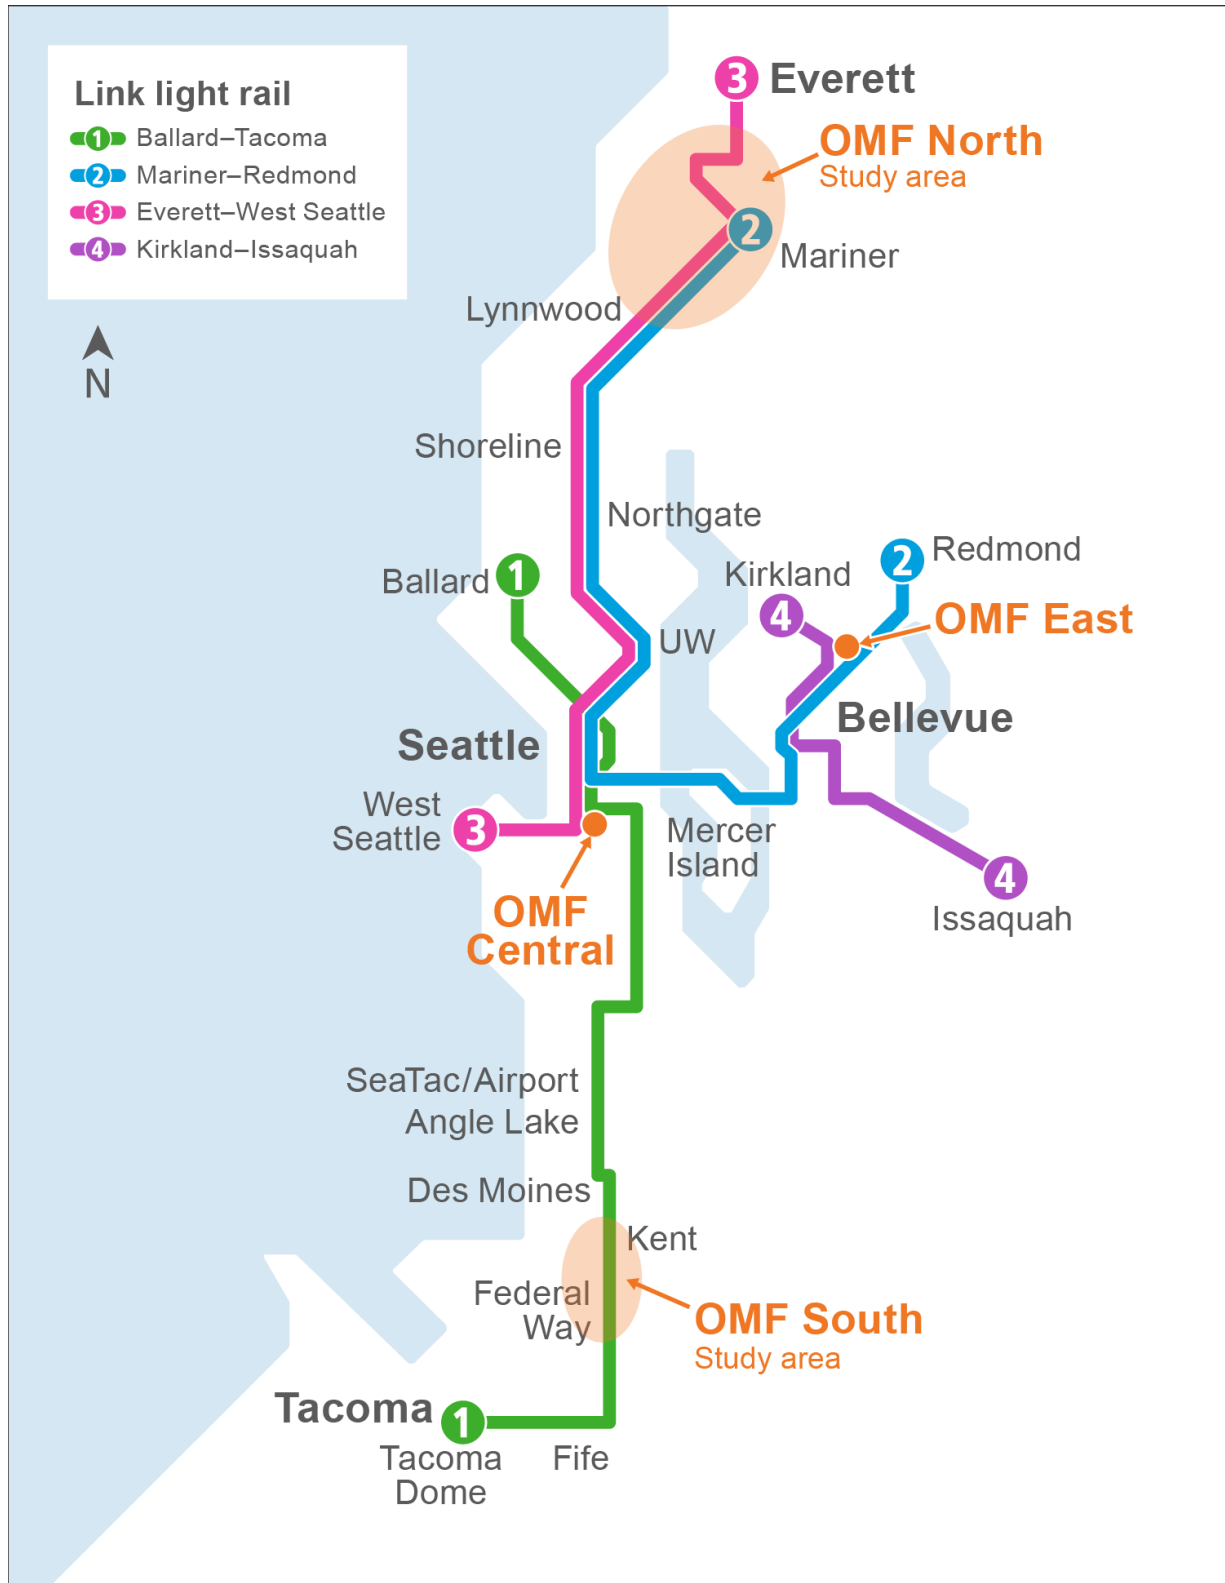 Link light rail
1 Ballard–Tacoma
2 Mariner–Redmond
3 Everett–West Seattle
4 Kirkland–Issaquah
N
3 Everett
OMF North
Study area
2
Mariner
Lynnwood
Shoreline
Northgate
Ballard 1
Kirkland
4
2 Redmond
OMF East
UW
Bellevue
Seattle
West
Seattle
3
Mercer
Island
4
Issaquah
OMF
Central
SeaTac/Airport
Angle Lake
Des Moines
Kent
Federal
Way
OMF South
Study area
Tacoma 1
Tacoma
Dome
Fife